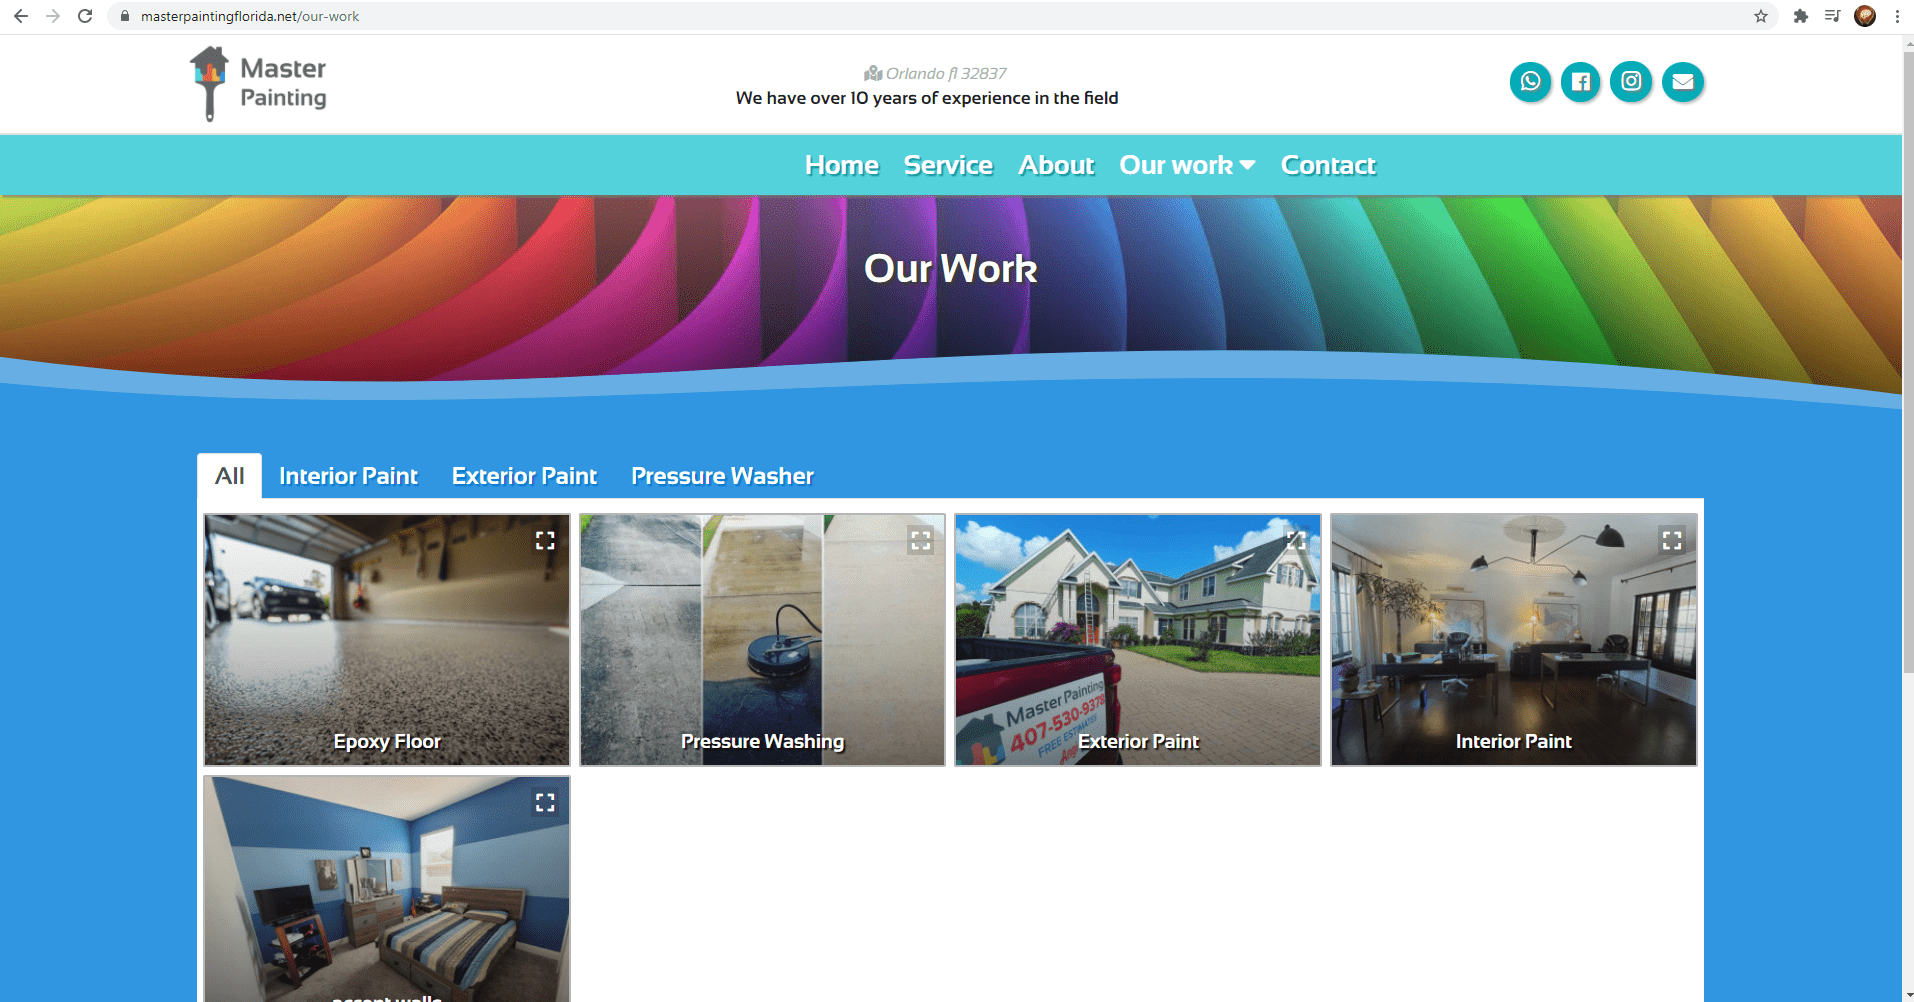 masterpaintingflorida.net/our-work
Master
Painting
Orlando fl 32837
We have over 10 years of experience in the field
Home Service About Our work Contact
Our Work
All Interior Paint Exterior Paint Pressure Washer
Master Painting
407-530-9378
FREE ESTIMATES
Epoxy Floor
Pressure Washing
Exterior Paint
Interior Paint
accent walls